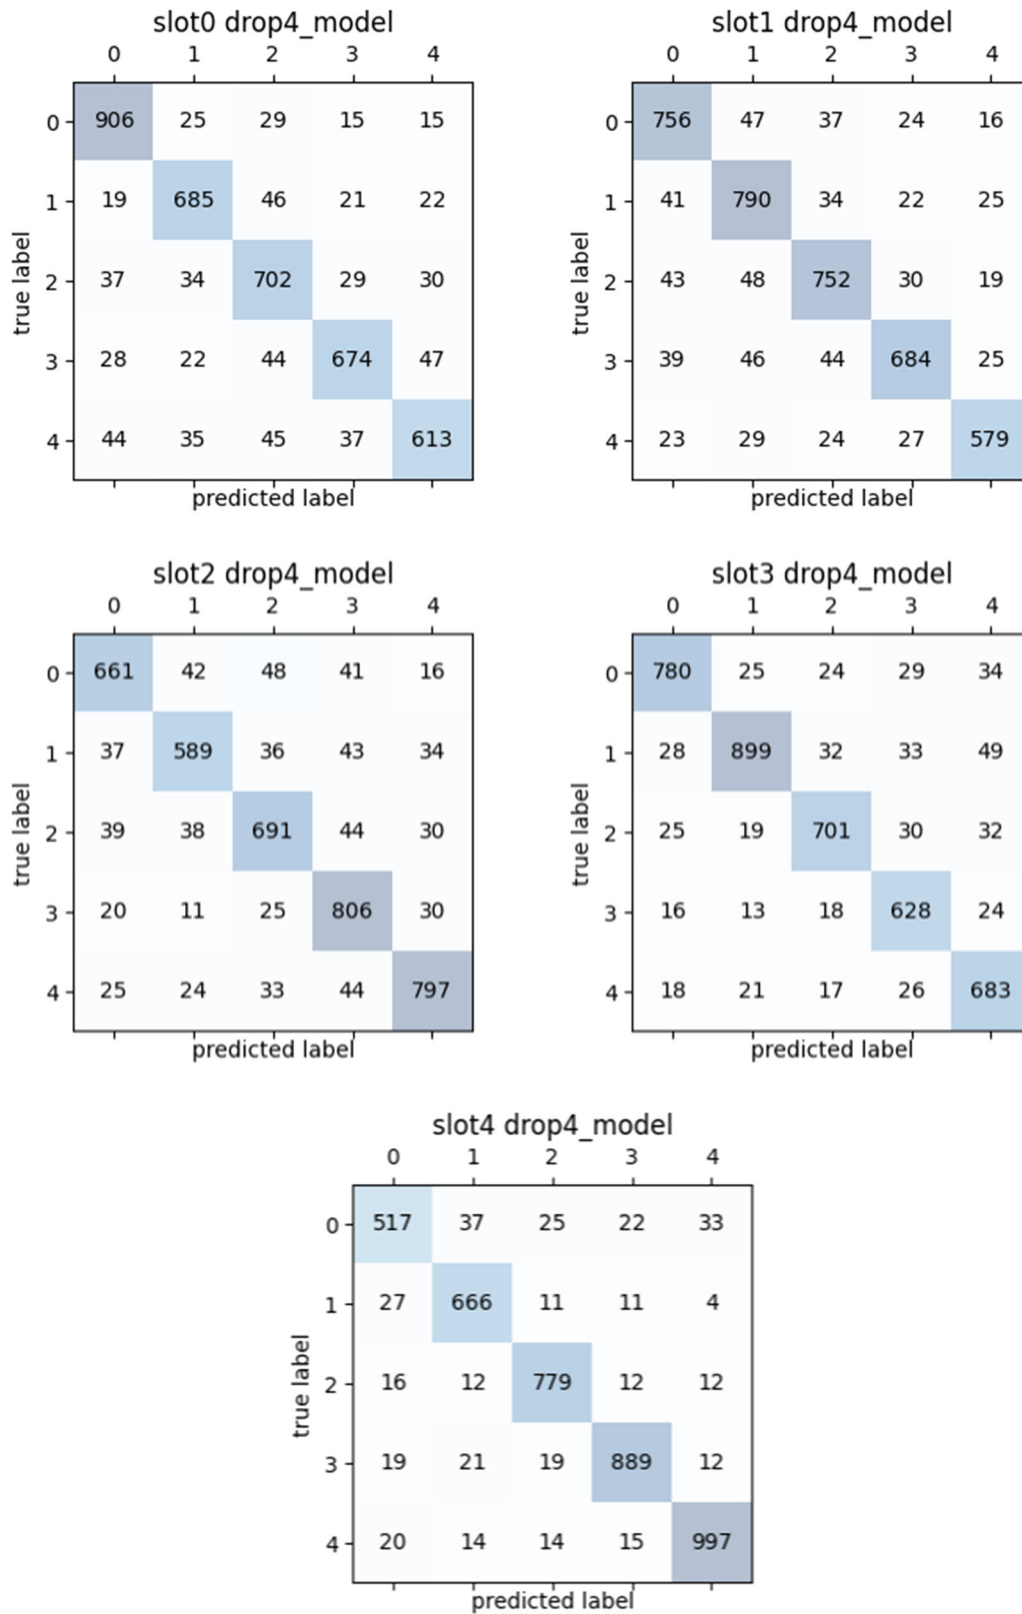 slot0 drop4_model
0 1 2 3 4
0 906 25 29 15 15
1 19 685 46 21 22
2 37 34 702 29 30
3 28 22 44 674 47
4 44 35 45 37 613
true label
predicted label
slot1 drop4_model
0 1 2 3 4
0 756 47 37 24 16
1 41 790 34 22 25
2 43 48 752 30 19
3 39 46 44 684 25
4 23 29 24 27 579
true label
predicted label
slot2 drop4_model
0 1 2 3 4
0 661 42 48 41 16
1 37 589 36 43 34
2 39 38 691 44 30
3 20 11 25 806 30
4 25 24 33 44 797
true label
predicted label
slot3 drop4_model
0 1 2 3 4
0 780 25 24 29 34
1 28 899 32 33 49
2 25 19 701 30 32
3 16 13 18 628 24
4 18 21 17 26 683
true label
predicted label
slot4 drop4_model
0 1 2 3 4
0 517 37 25 22 33
1 27 666 11 11 4
2 16 12 779 12 12
3 19 21 19 889 12
4 20 14 14 15 997
true label
predicted label